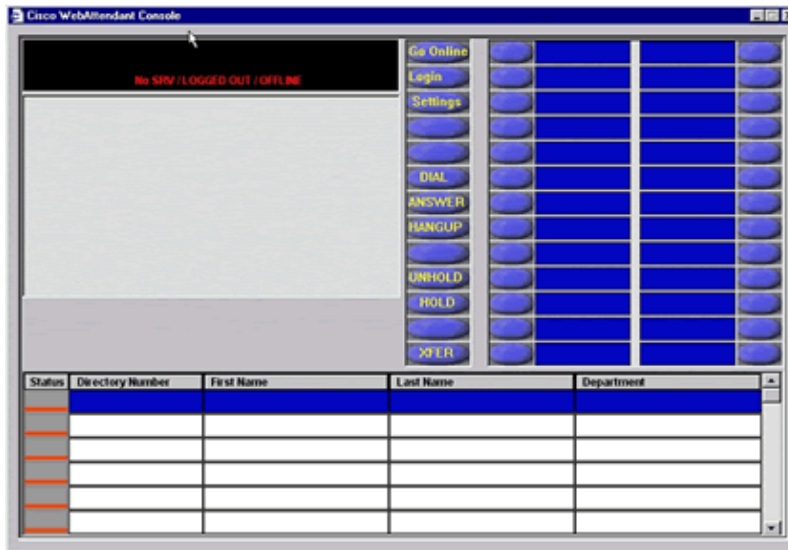 Cisco WebAttendant Console
No SRV / LOGGED OUT / OFFLINE
Go Online
Login
Settings
DIAL
ANSWER
HANGUP
UNHOLD
HOLD
XFER
Status Directory Number First Name Last Name Department